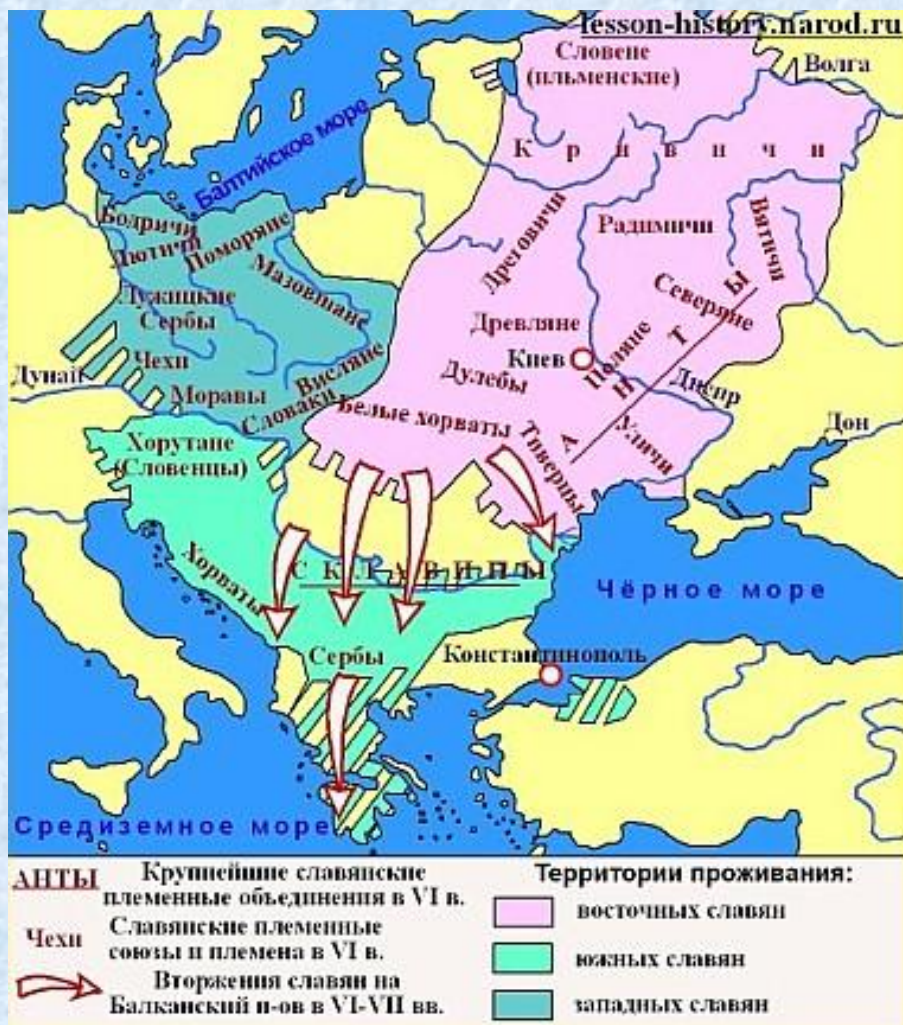 lesson-history.narod.ru
Словене
(ильменские)
Волга
Балтийское море
Кривичи
Бодричи
Лютичи
Поморяне
Мазовшане
Дреговичи
Радимичи
Вятичи
Лужицкие
Сербы
Северяне
Древляне
Чехи
Киев
Поляне
АНТЫ
Дунай
Висляне
Дулебы
Днепр
Моравы
Словаки
Белые хорваты
Уличи
Дон
Хорутане
(Словенцы)
Тиверцы
СКЛАВИНЫ
Хорваты
Чёрное море
Сербы
Константинополь
Средиземное море
АНТЫ
Крупнейшие славянские
племенные объединения в VI в.
Чехи
Славянские племенные
союзы и племена в VI в.
Вторжения славян на
Балканский п-ов в VI-VII вв.
Территории проживания:
восточных славян
южных славян
западных славян